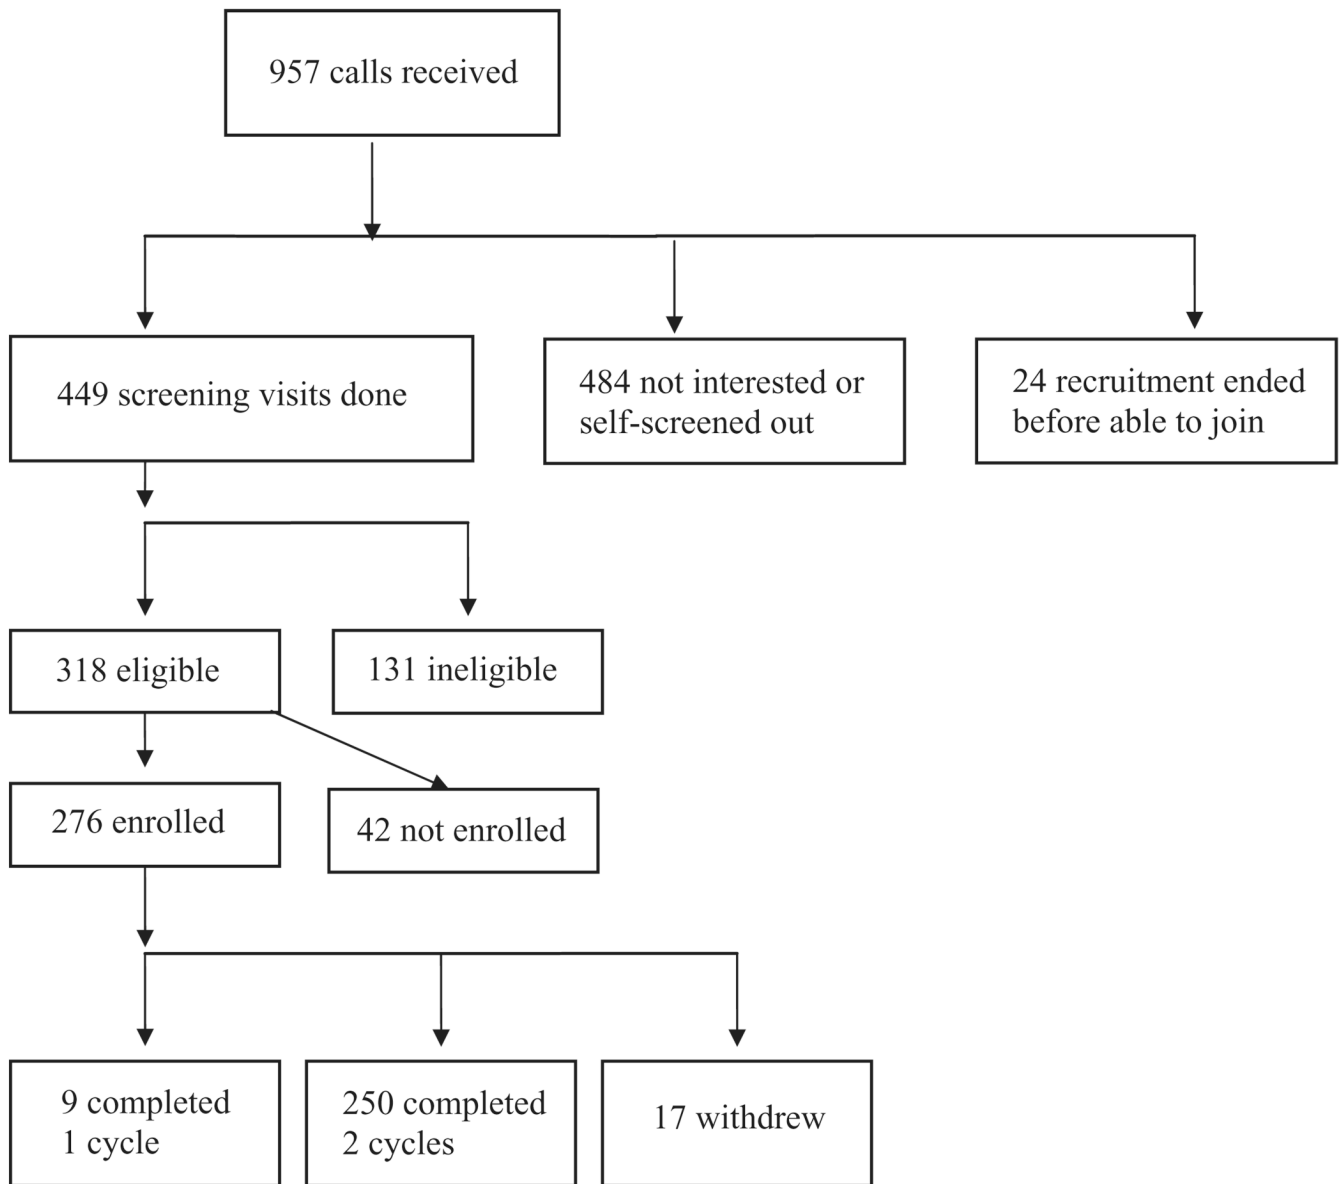 957 calls received
449 screening visits done
484 not interested or
self-screened out
24 recruitment ended
before able to join
318 eligible
131 ineligible
276 enrolled
42 not enrolled
9 completed
1 cycle
250 completed
2 cycles
17 withdrew